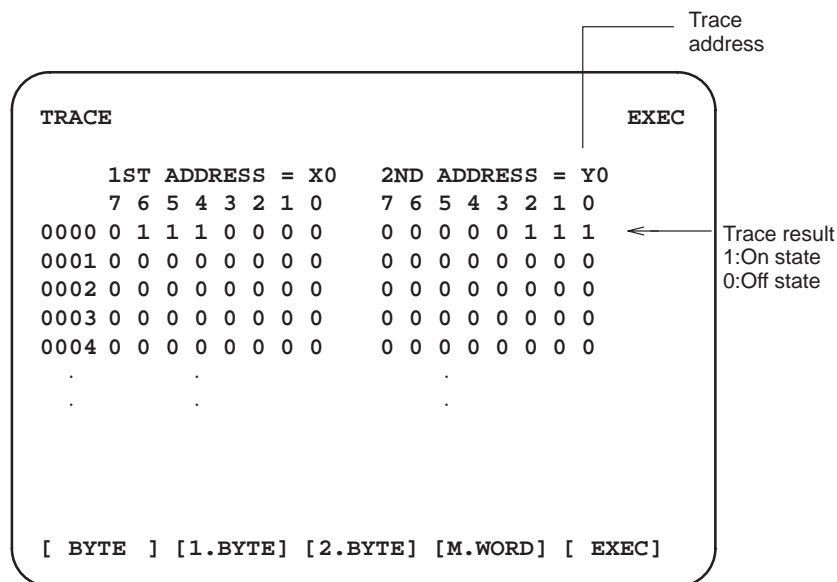 Trace
address
TRACE EXEC
1ST ADDRESS = X0 2ND ADDRESS = Y0
7 6 5 4 3 2 1 0 7 6 5 4 3 2 1 0
0000 0 1 1 1 0 0 0 0 0 0 0 0 0 1 1 1
Trace result
0001 0 0 0 0 0 0 0 0 0 0 0 0 0 0 0 0
1:On state
0002 0 0 0 0 0 0 0 0 0 0 0 0 0 0 0 0
0:Off state
0003 0 0 0 0 0 0 0 0 0 0 0 0 0 0 0 0
0004 0 0 0 0 0 0 0 0 0 0 0 0 0 0 0 0
. . .
. . .
[ BYTE ] [1.BYTE] [2.BYTE] [M.WORD] [ EXEC]